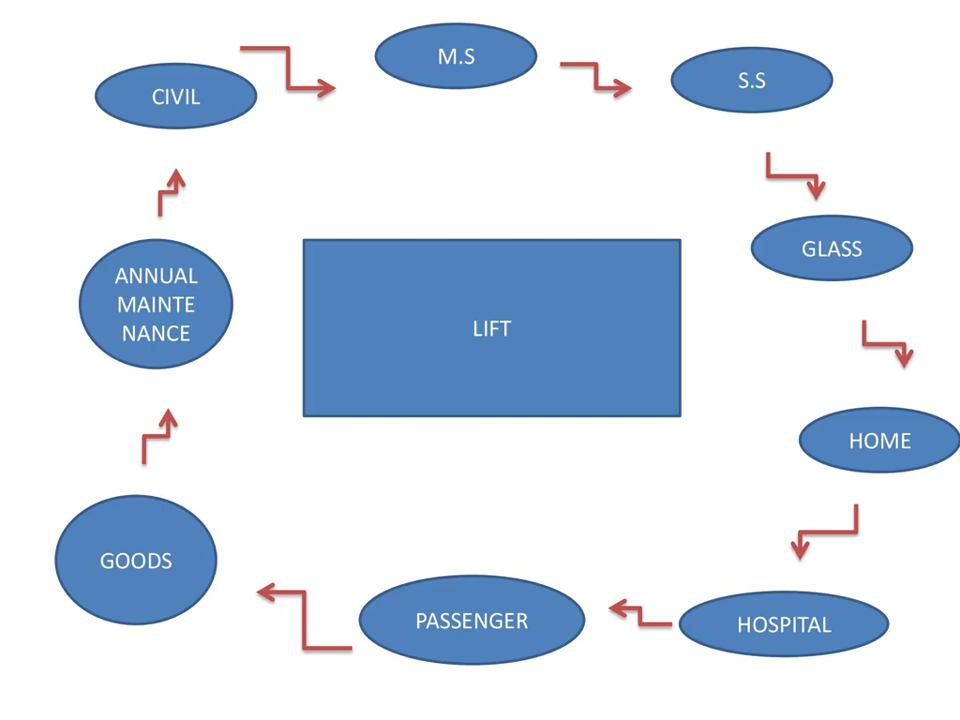 M.S
S.S
CIVIL
GLASS
ANNUAL
MAINTE
NANCE
LIFT
HOME
GOODS
PASSENGER
HOSPITAL